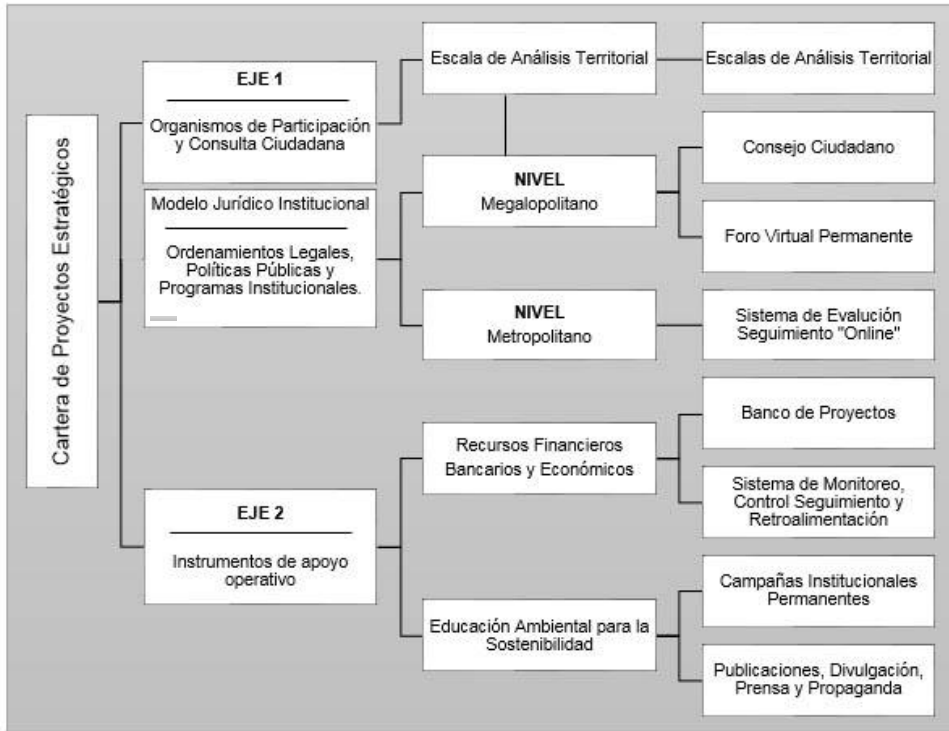 Cartera de Proyectos Estratégicos
EJE 1
Organismos de Participación
y Consulta Ciudadana
Modelo Jurídico Institucional
Ordenamientos Legales,
Políticas Públicas y
Programas Institucionales.
EJE 2
Instrumentos de apoyo
operativo
Escala de Análisis Territorial
NIVEL
Megalopolitano
NIVEL
Metropolitano
Recursos Financieros
Bancarios y Económicos
Educación Ambiental para la
Sostenibilidad
Escalas de Análisis Territorial
Consejo Ciudadano
Foro Virtual Permanente
Sistema de Evalución
Seguimiento "Online"
Banco de Proyectos
Sistema de Monitoreo,
Control Seguimiento y
Retroalimentación
Campañas Institucionales
Permanentes
Publicaciones, Divulgación,
Prensa y Propaganda